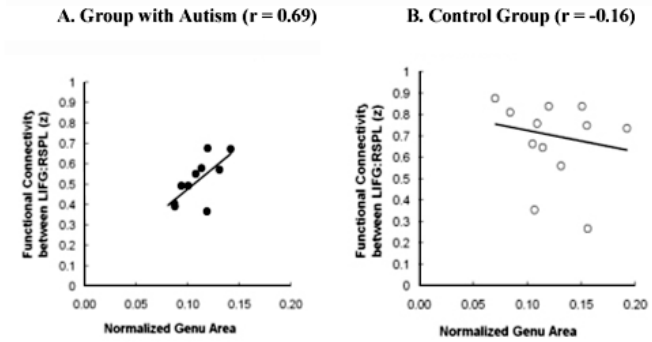 A. Group with Autism (r = 0.69)
B. Control Group (r = -0.16)
Functional Connectivity
between LIFG:RSPL (z)
1
0.9
0.8
0.7
0.6
0.5
0.4
0.3
0.2
0.1
0
0.00 0.05 0.10 0.15 0.20
Normalized Genu Area
Functional Connectivity
between LIFG:RSPL (z)
1
0.9
0.8
0.7
0.6
0.5
0.4
0.3
0.2
0.1
0
0.00 0.05 0.10 0.15 0.20
Normalized Genu Area